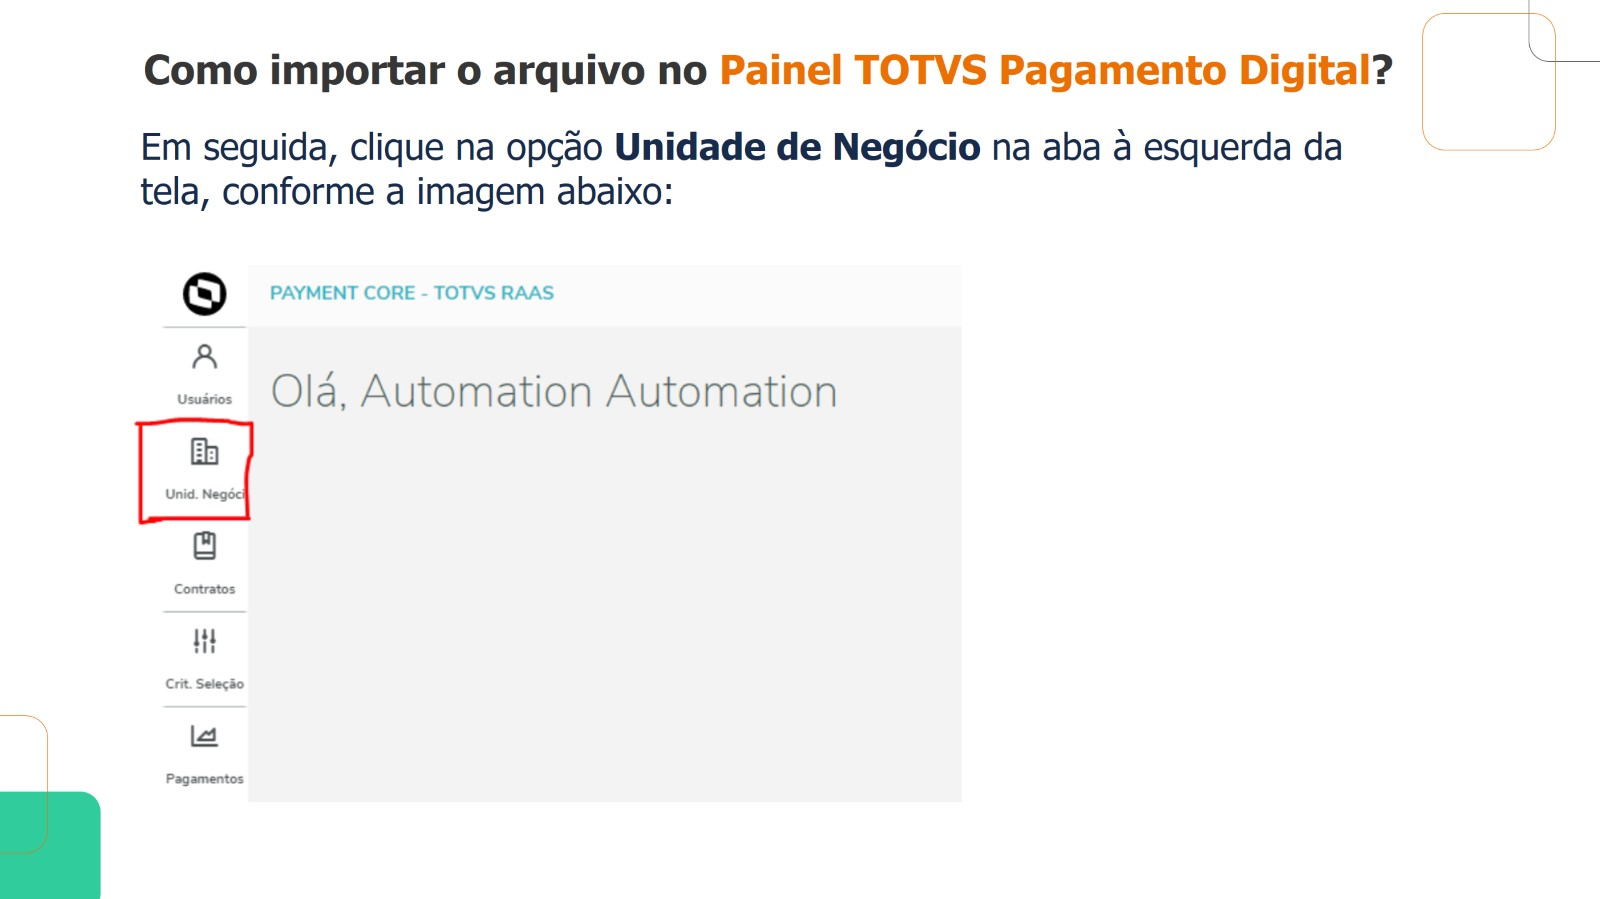 Como importar o arquivo no Painel TOTVS Pagamento Digital?
Em seguida, clique na opção Unidade de Negócio na aba à esquerda da
tela, conforme a imagem abaixo:
PAYMENT CORE - TOTVS RAAS
Olá, Automation Automation
Usuários
Unid. Negóci
Contratos
Crit. Seleção
Pagamentos